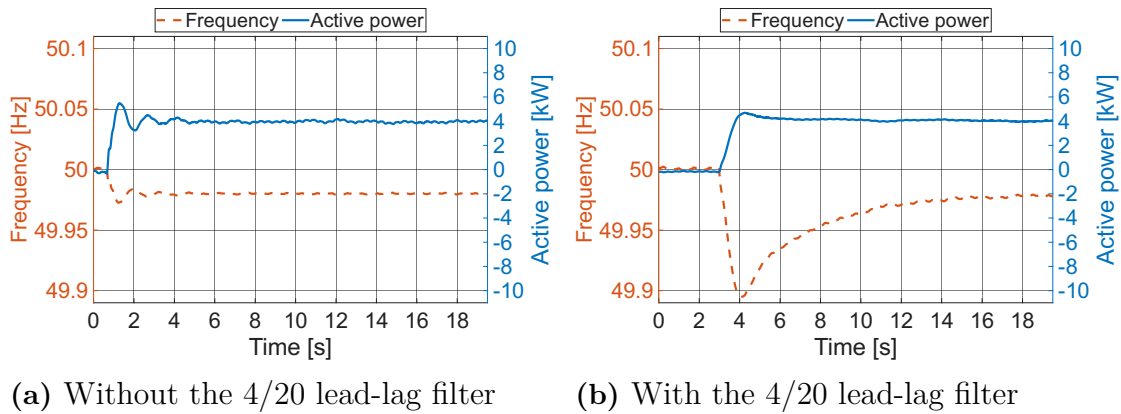 Frequency Active power
50.1
50.05
50
49.95
49.9
Frequency [Hz]
10
8
6
4
2
0
-2
-4
-6
-8
-10
Active power [kW]
0 2 4 6 8 10 12 14 16 18
Time [s]
(a) Without the 4/20 lead-lag filter
Frequency Active power
50.1
50.05
50
49.95
49.9
Frequency [Hz]
10
8
6
4
2
0
-2
-4
-6
-8
-10
Active power [kW]
0 2 4 6 8 10 12 14 16 18
Time [s]
(b) With the 4/20 lead-lag filter